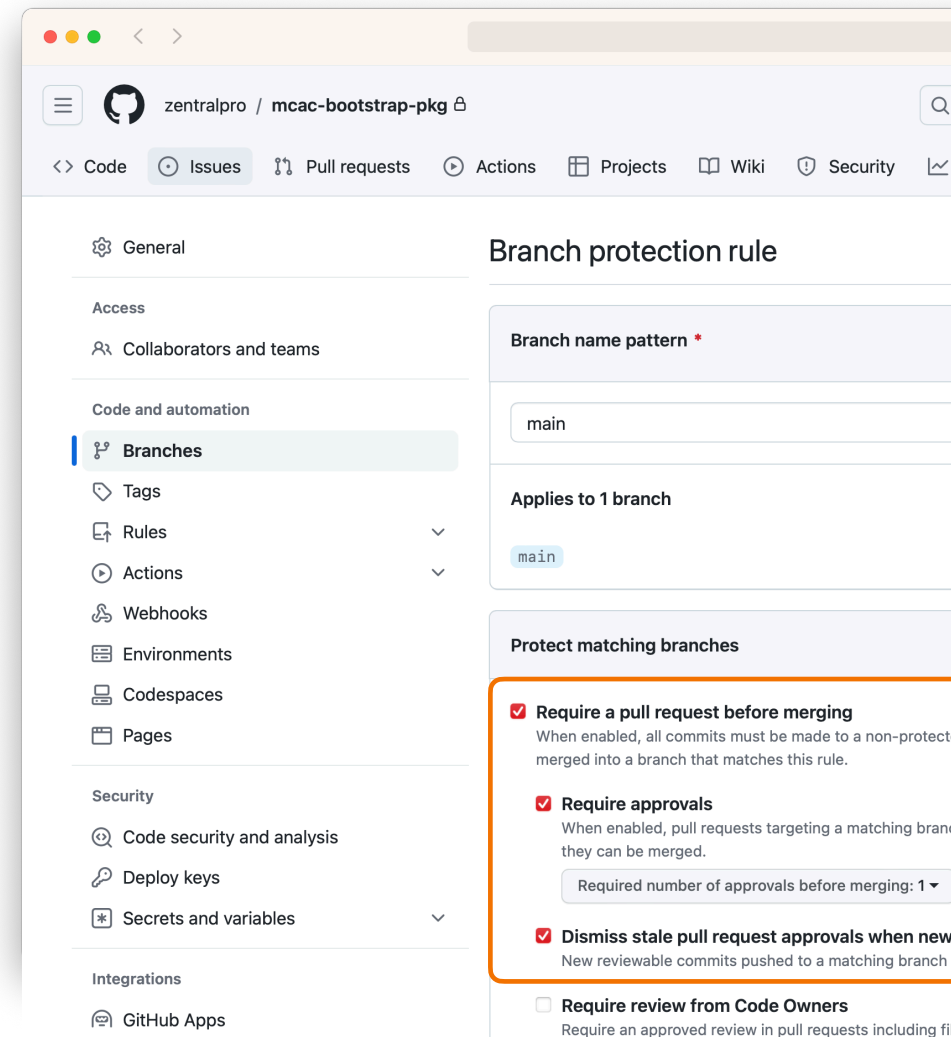 zentralpro / mcac-bootstrap-pkg
Code Issues Pull requests Actions Projects Wiki Security
General
Access
Collaborators and teams
Code and automation
Branches
Tags
Rules
Actions
Webhooks
Environments
Codespaces
Pages
Security
Code security and analysis
Deploy keys
Secrets and variables
Integrations
GitHub Apps
Branch protection rule
Branch name pattern *
main
Applies to 1 branch
main
Protect matching branches
Require a pull request before merging
When enabled, all commits must be made to a non-protect
merged into a branch that matches this rule.
Require approvals
When enabled, pull requests targeting a matching bran
they can be merged.
Required number of approvals before merging: 1
Dismiss stale pull request approvals when new
New reviewable commits pushed to a matching branch
Require review from Code Owners
Require an approved review in pull requests including fi